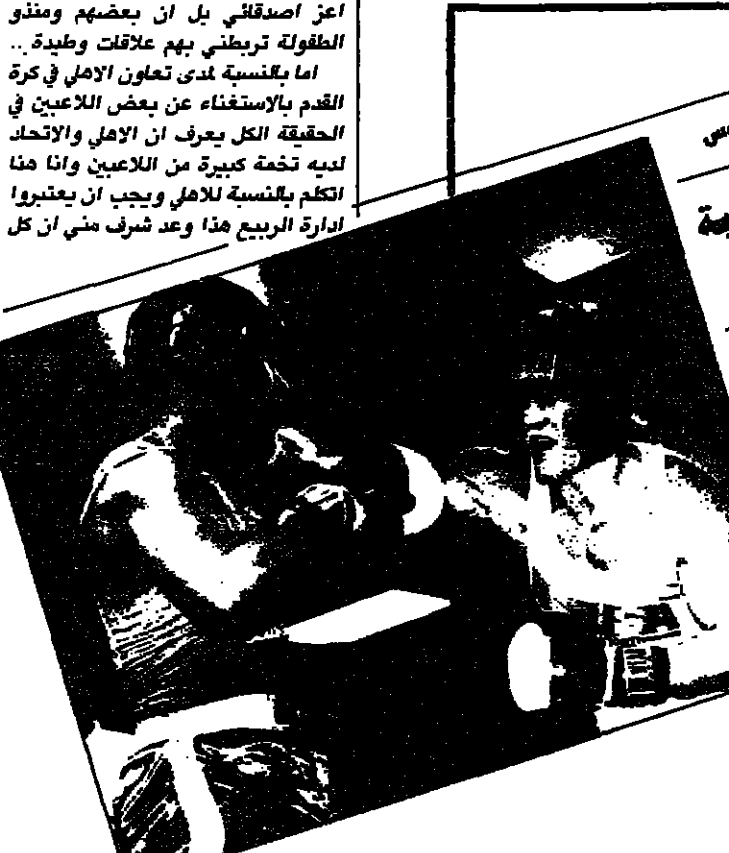 اعز اصدقائي بل ان بعضهم ومنذو
الطفولة تربطني بهم علاقات وطيدة ..
اما بالنسبة لمدى تعاون الاهلي في كرة
القدم بالاستغناء عن بعض اللاعبين في
الحقيقة الكل يعرف ان الاهلي والاتحاد
لديه تخمة كبيرة من اللاعبين وانا هنا
اتكلم بالنسبة للاهلي ويجب ان يعتبروا
ادارة الربيع هذا وعد شرف مني ان كل